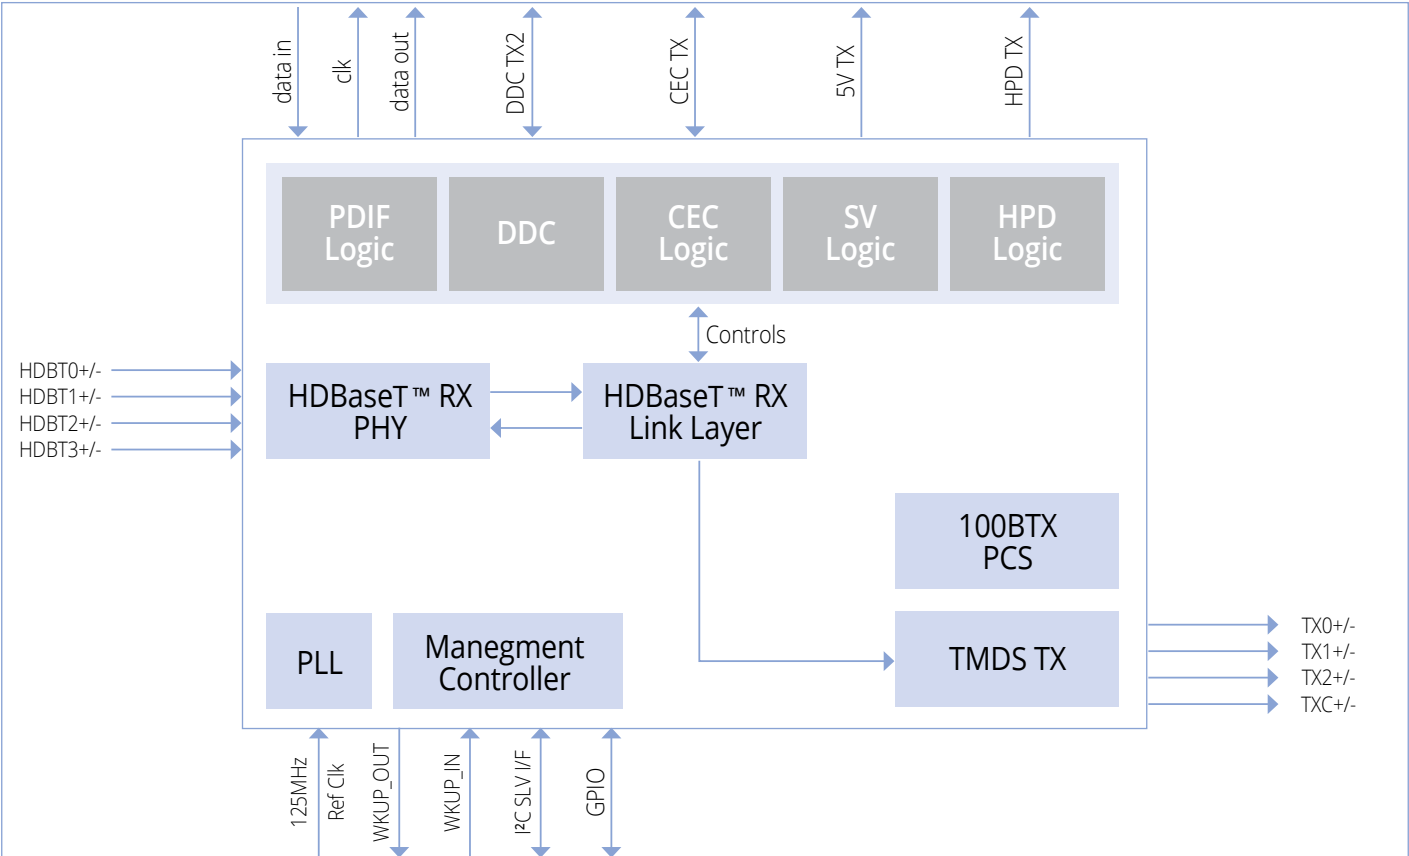 data in
clk
data out
DDC TX2
CEC TX
5V TX
HPD TX
PDIF
Logic
DDC
CEC
Logic
SV
Logic
HPD
Logic
Controls
HDBT0+/-
HDBT1+/-
HDBT2+/-
HDBT3+/-
HDBaseT™ RX
PHY
HDBaseT™ RX
Link Layer
100BTX
PCS
PLL
Manegment
Controller
TMDS TX
TX0+/-
TX1+/-
TX2+/-
TXC+/-
125MHz
Ref Clk
WKUP_OUT
WKUP_IN
I²C SLV I/F
GPIO